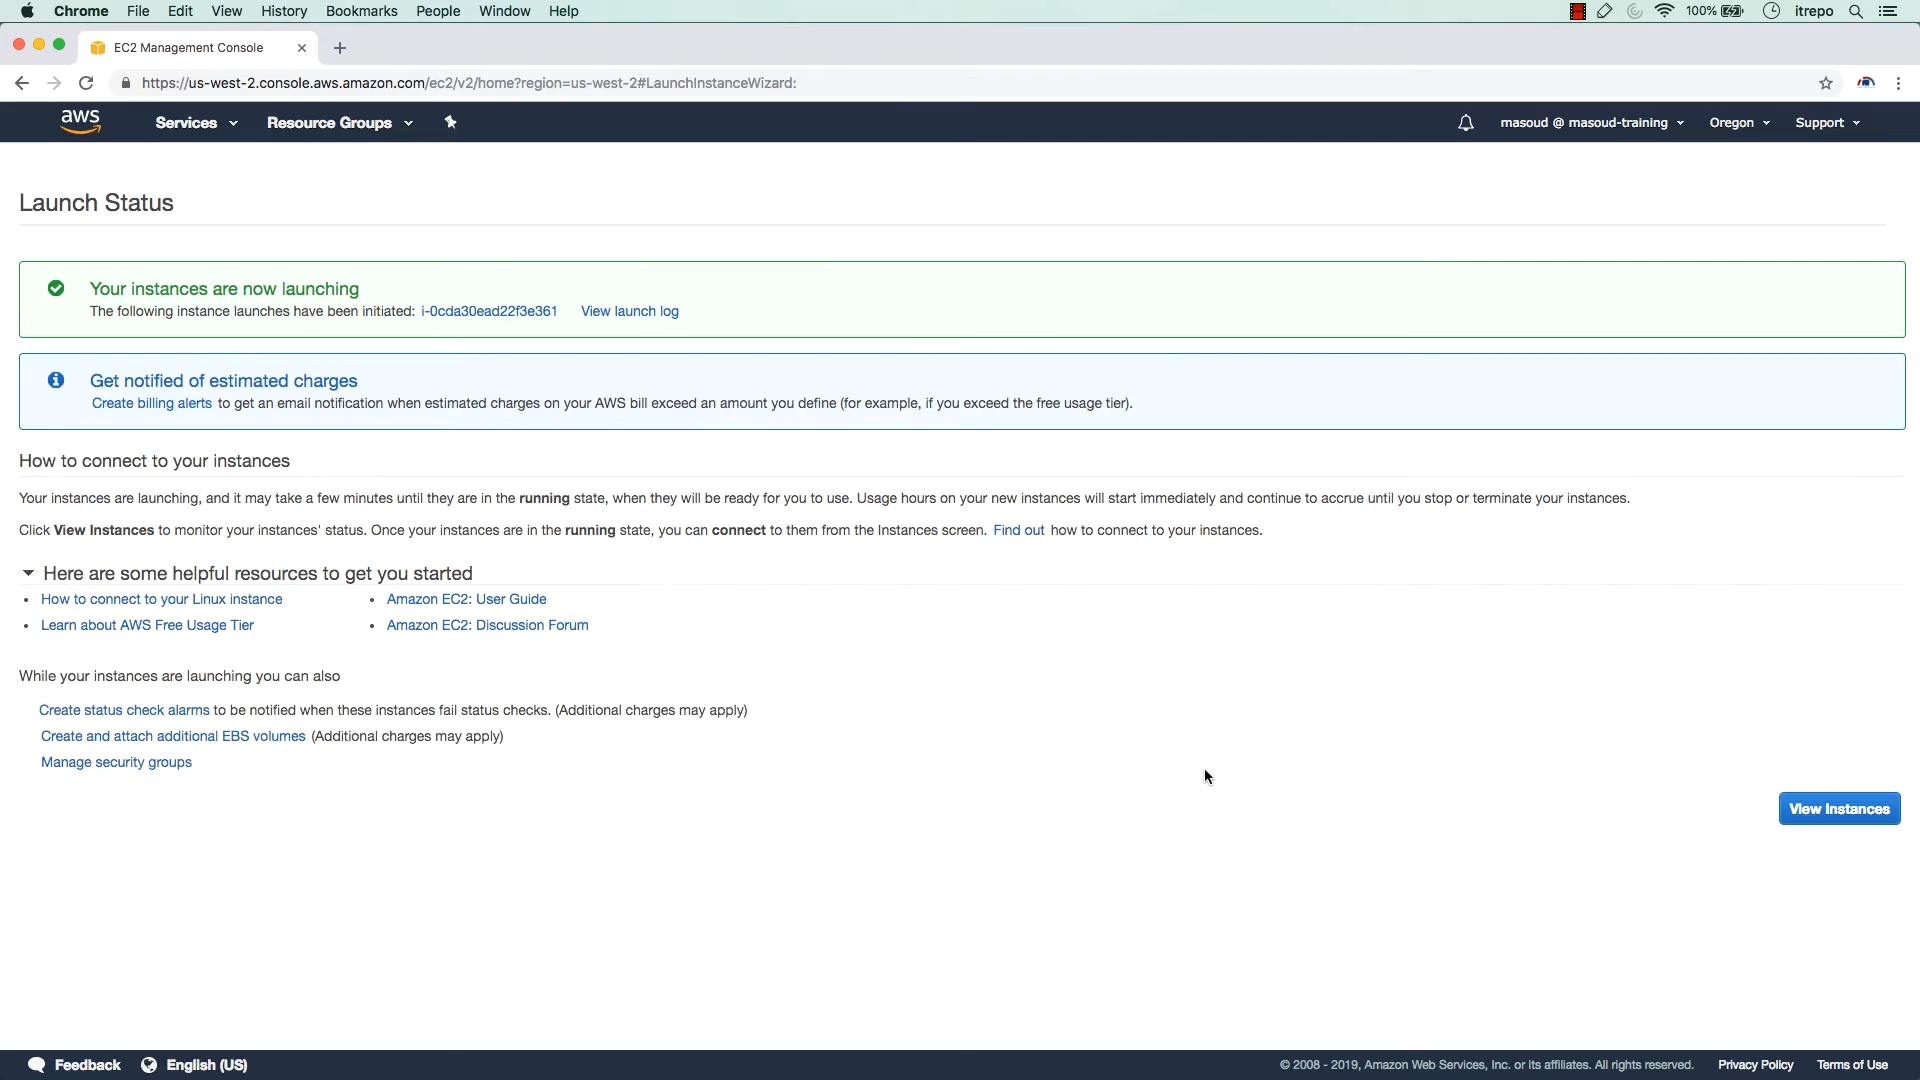 Chrome File Edit View History Bookmarks People Window Help 100% itrepo
EC2 Management Console
https://us-west-2.console.aws.amazon.com/ec2/v2/home?region=us-west-2#LaunchInstanceWizard:
aws Services Resource Groups masoud @ masoud-training Oregon Support
Launch Status
Your instances are now launching
The following instance launches have been initiated: i-0cda30ead22f3e361 View launch log
Get notified of estimated charges
Create billing alerts to get an email notification when estimated charges on your AWS bill exceed an amount you define (for example, if you exceed the free usage tier).
How to connect to your instances
Your instances are launching, and it may take a few minutes until they are in the running state, when they will be ready for you to use. Usage hours on your new instances will start immediately and continue to accrue until you stop or terminate your instances.
Click View Instances to monitor your instances' status. Once your instances are in the running state, you can connect to them from the Instances screen. Find out how to connect to your instances.
Here are some helpful resources to get you started
• How to connect to your Linux instance • Amazon EC2: User Guide
• Learn about AWS Free Usage Tier • Amazon EC2: Discussion Forum
While your instances are launching you can also
Create status check alarms to be notified when these instances fail status checks. (Additional charges may apply)
Create and attach additional EBS volumes (Additional charges may apply)
Manage security groups
View Instances
Feedback English (US) © 2008 - 2019, Amazon Web Services, Inc. or its affiliates. All rights reserved. Privacy Policy Terms of Use